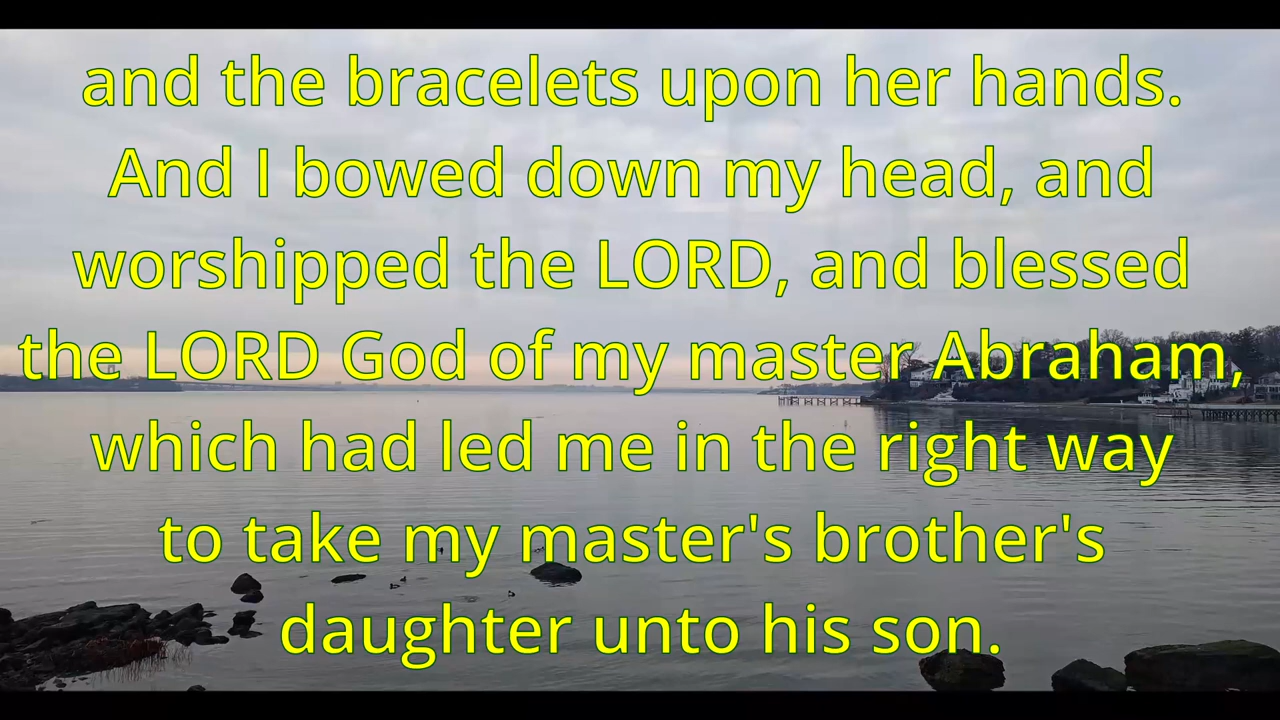 and the bracelets upon her hands.
And I bowed down my head, and
worshipped the LORD, and blessed
the LORD God of my master Abraham,
which had led me in the right way
to take my master's brother's
daughter unto his son.